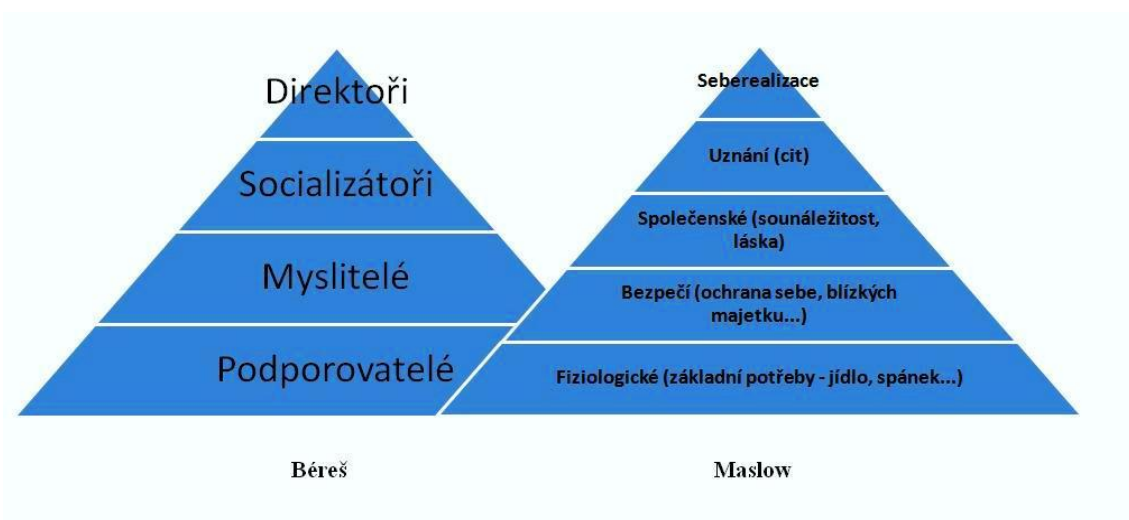 Direktoři
Socializátoři
Myslitelé
Podporovatelé
Béreš
Seberealizace
Uznání (cit)
Společenské (sounáležitost,
láska)
Bezpečí (ochrana sebe, blízkých
majetku...)
Fiziologické (základní potřeby - jídlo, spánek...)
Maslow